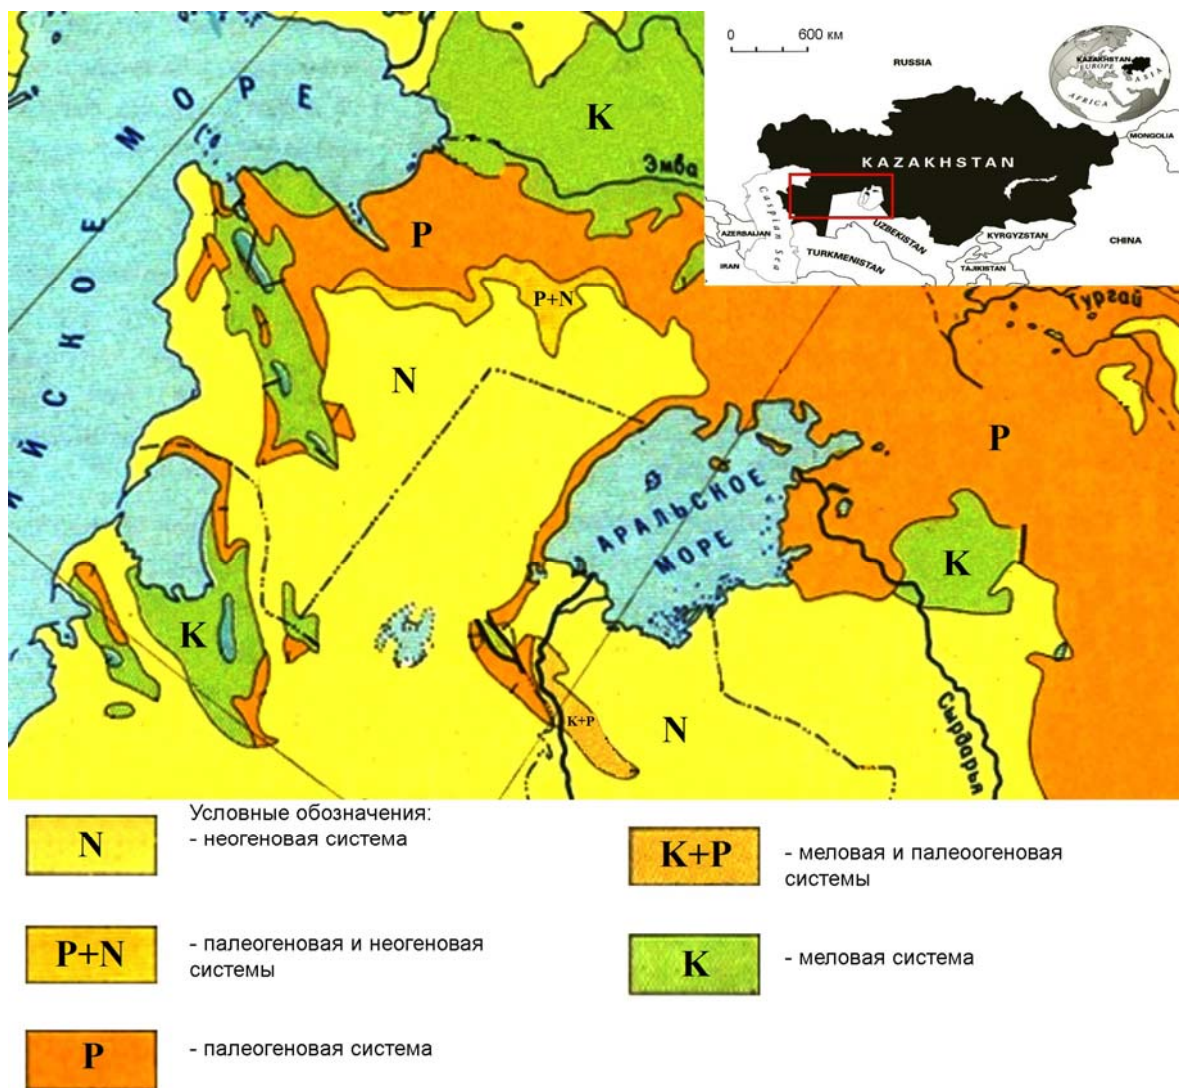 0 600 км
RUSSIA
KAZAKHSTAN
EUROPE
ASIA
AFRICA
MONGOLIA
KAZAKHSTAN
Caspian Sea
AZERBAIJAN
IRAN
TURKMENISTAN
UZBEKISTAN
KYRGYZSTAN
TAJIKISTAN
CHINA
МОРЕ
ЙСКОЕ
K
Эмба
P
P+N
Тургай
N
P
АРАЛЬСКОЕ
МОРЕ
K
K
K+P
N
Сырдарья
Условные обозначения:
N - неогеновая система
P+N - палеогеновая и неогеновая
системы
P - палеогеновая система
K+P - меловая и палеоогеновая
системы
K - меловая система